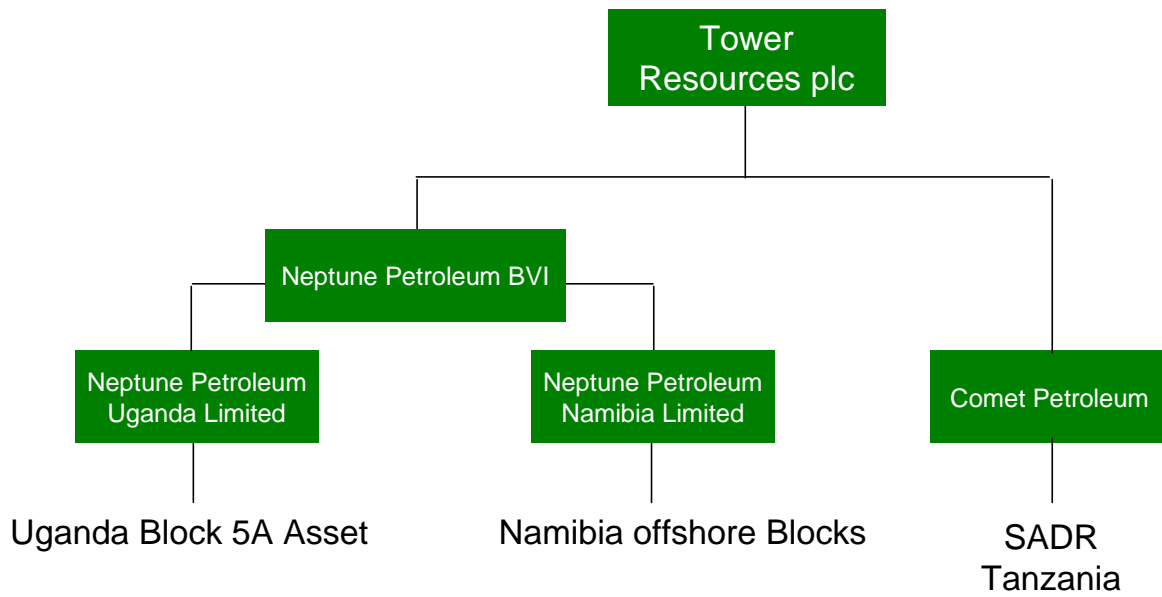 Tower
Resources plc
Neptune Petroleum BVI
Neptune Petroleum
Uganda Limited
Neptune Petroleum
Namibia Limited
Comet Petroleum
Uganda Block 5A Asset
Namibia offshore Blocks
SADR
Tanzania